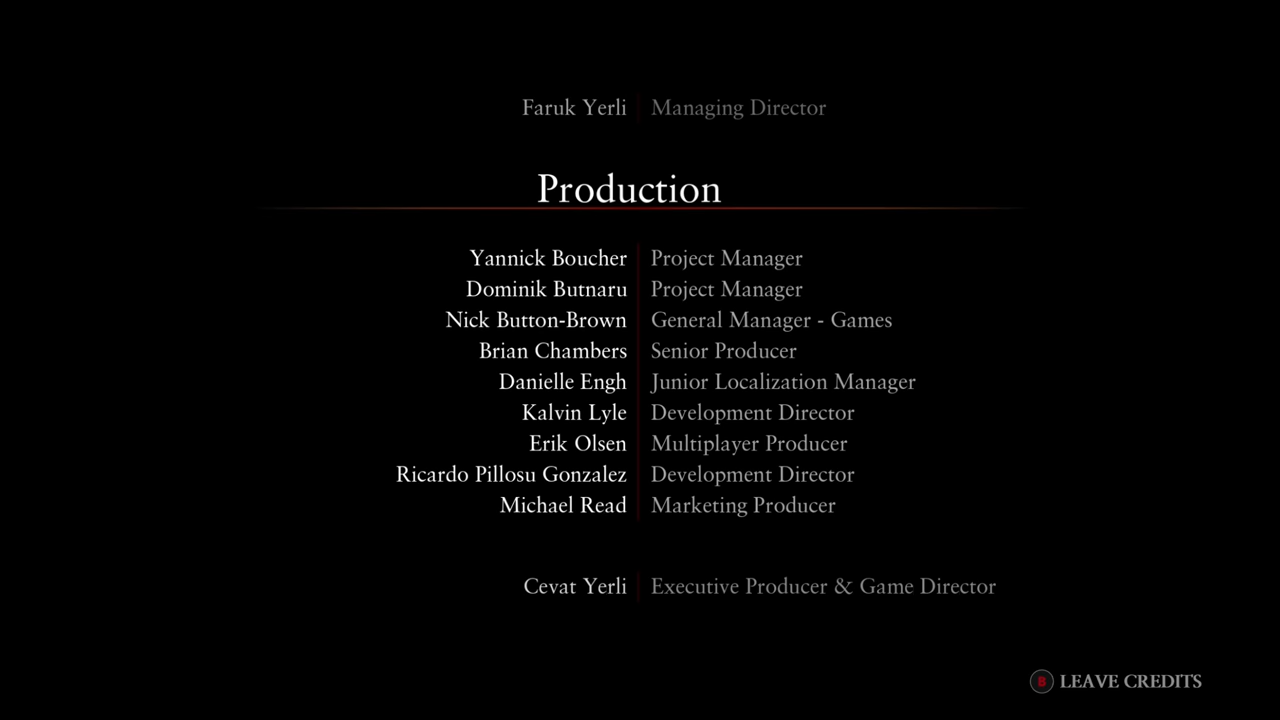 Faruk Yerli Managing Director
Production
Yannick Boucher Project Manager
Dominik Butnaru Project Manager
Nick Button-Brown General Manager - Games
Brian Chambers Senior Producer
Danielle Engh Junior Localization Manager
Kalvin Lyle Development Director
Erik Olsen Multiplayer Producer
Ricardo Pillosu Gonzalez Development Director
Michael Read Marketing Producer
Cevat Yerli Executive Producer & Game Director
B LEAVE CREDITS